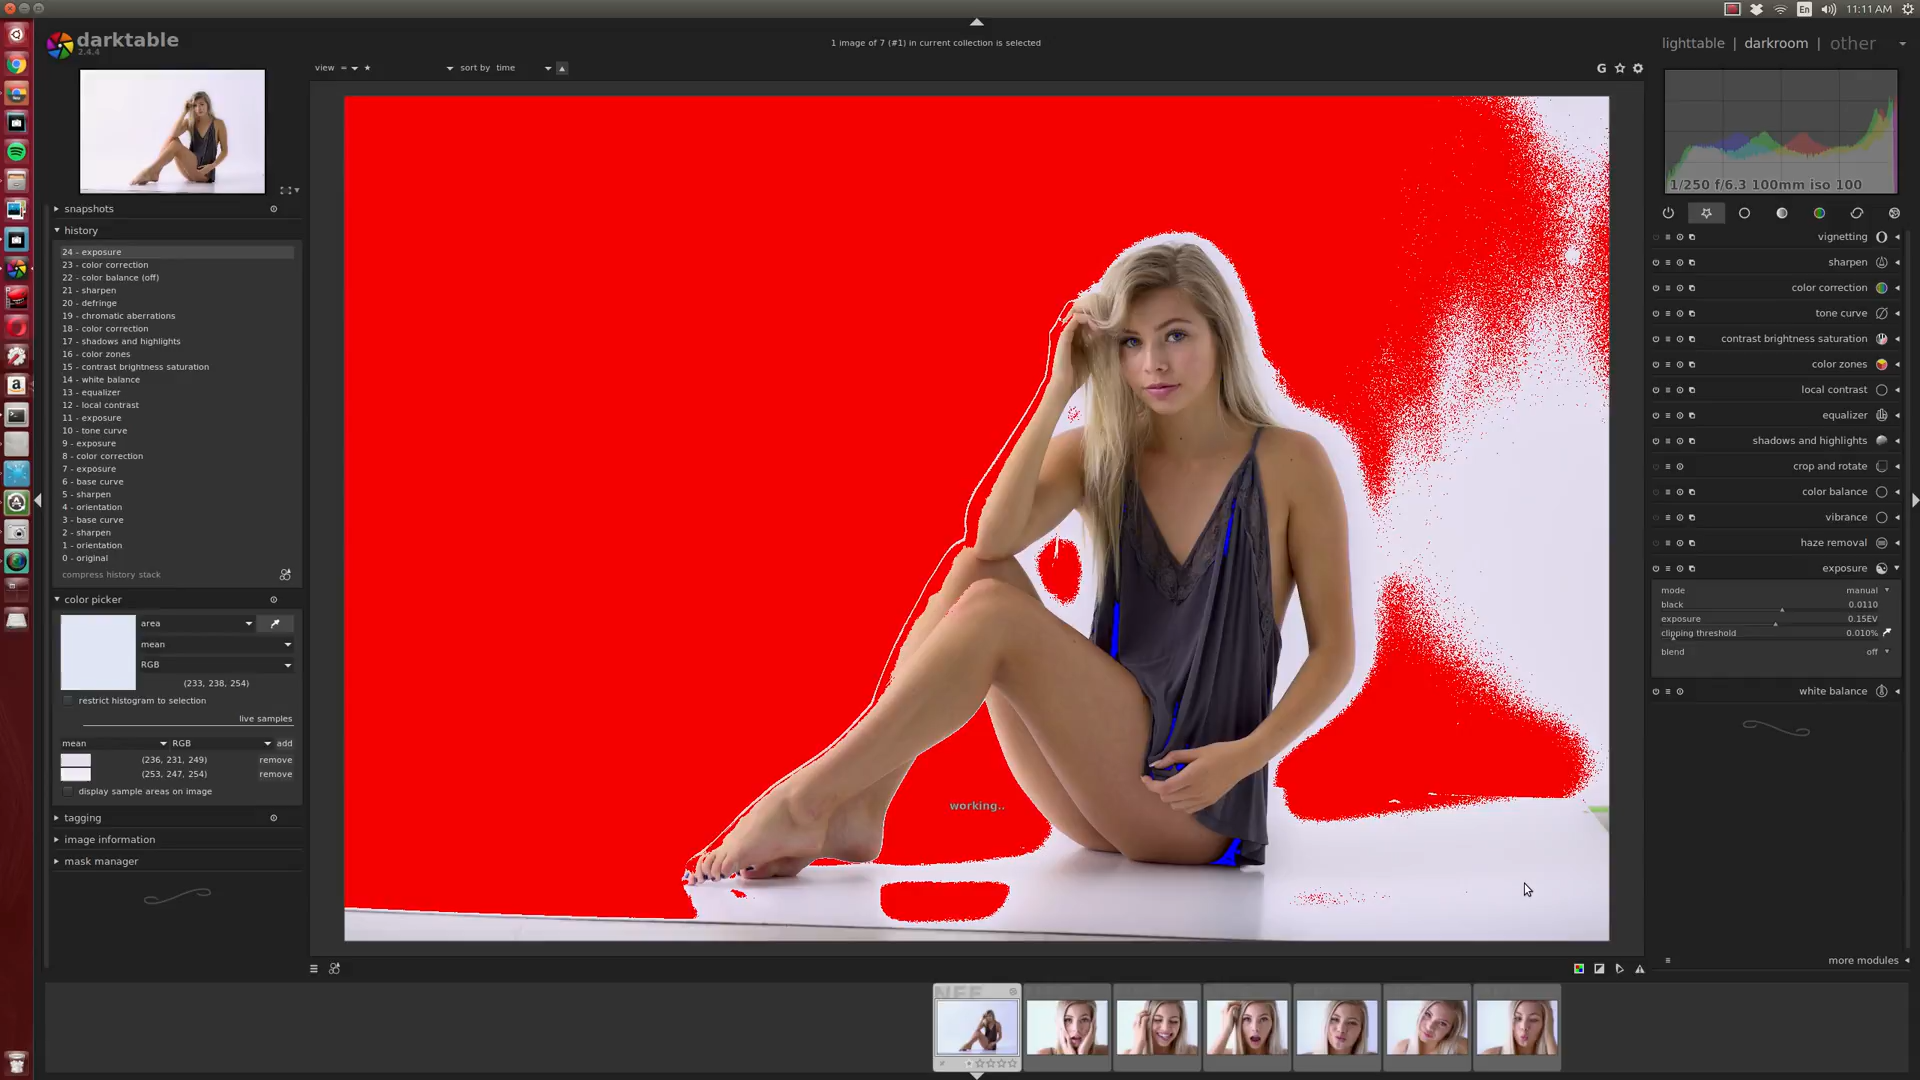 En
11:11 AM
darktable
2.4.4
1 image of 7 (#1) in current collection is selected
lighttable | darkroom | other
view
sort by time
G
1/250 f/6.3 100mm iso 100
snapshots
history
24 - exposure
23 - color correction
22 - color balance (off)
21 - sharpen
20 - defringe
19 - chromatic aberrations
18 - color correction
17 - shadows and highlights
16 - color zones
15 - contrast brightness saturation
14 - white balance
13 - equalizer
12 - local contrast
11 - exposure
10 - tone curve
9 - exposure
8 - color correction
7 - exposure
6 - base curve
5 - sharpen
4 - orientation
3 - base curve
2 - sharpen
1 - orientation
0 - original
compress history stack
color picker
area
mean
RGB
(233, 238, 254)
restrict histogram to selection
live samples
mean RGB add
(236, 231, 249) remove
(253, 247, 254) remove
display sample areas on image
tagging
image information
mask manager
working..
vignetting
sharpen
color correction
tone curve
contrast brightness saturation
color zones
local contrast
equalizer
shadows and highlights
crop and rotate
color balance
vibrance
haze removal
exposure
mode manual
black 0.0110
exposure 0.15EV
clipping threshold 0.010%
blend off
white balance
more modules
NEF